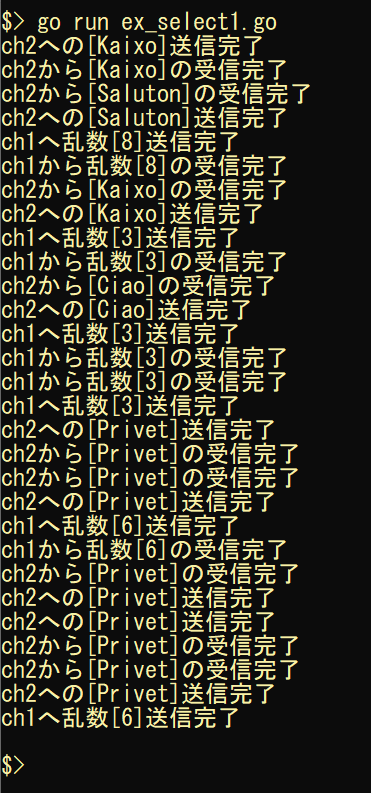 $> go run ex_select1.go
ch2への[Kaixo]送信完了
ch2から[Kaixo]の受信完了
ch2から[Saluton]の受信完了
ch2への[Saluton]送信完了
ch1へ乱数[8]送信完了
ch1から乱数[8]の受信完了
ch2から[Kaixo]の受信完了
ch2への[Kaixo]送信完了
ch1へ乱数[3]送信完了
ch1から乱数[3]の受信完了
ch2から[Ciao]の受信完了
ch2への[Ciao]送信完了
ch1へ乱数[3]送信完了
ch1から乱数[3]の受信完了
ch1から乱数[3]の受信完了
ch1へ乱数[3]送信完了
ch2への[Privet]送信完了
ch2から[Privet]の受信完了
ch2から[Privet]の受信完了
ch2への[Privet]送信完了
ch1へ乱数[6]送信完了
ch1から乱数[6]の受信完了
ch2から[Privet]の受信完了
ch2への[Privet]送信完了
ch2への[Privet]送信完了
ch2から[Privet]の受信完了
ch2から[Privet]の受信完了
ch2への[Privet]送信完了
ch1へ乱数[6]送信完了
$>